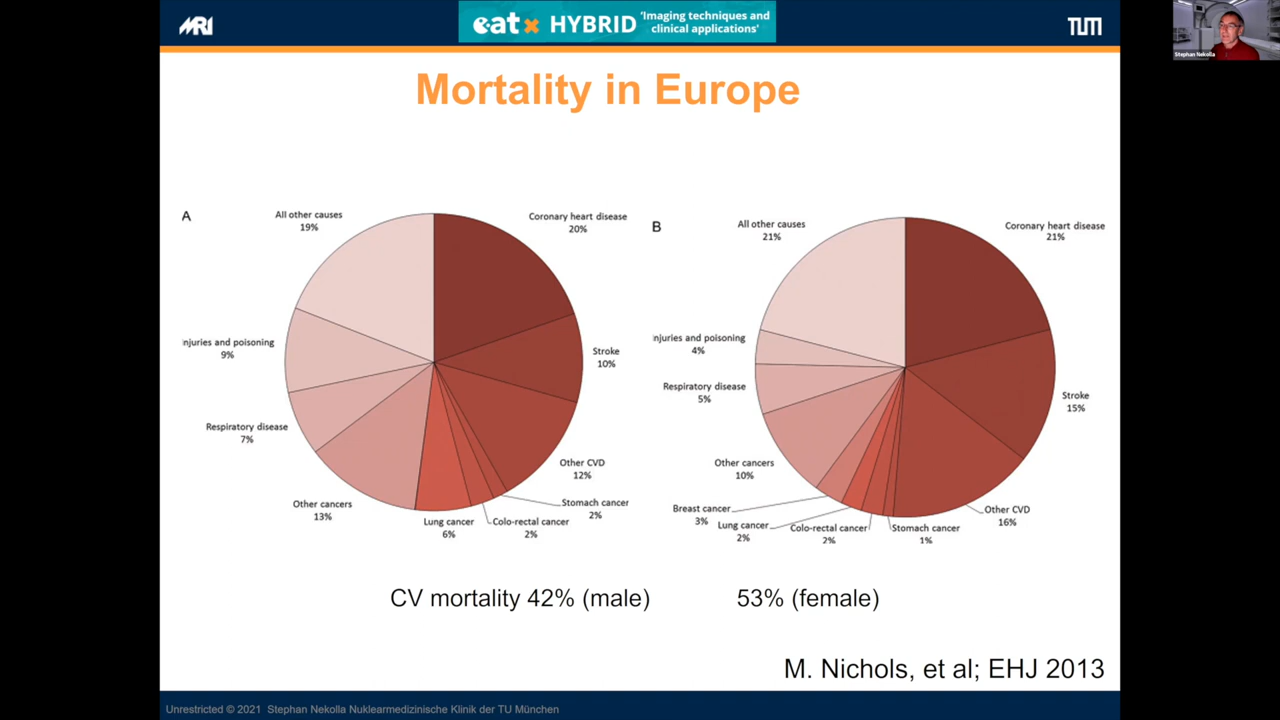 MRI
eatx HYBRID
'Imaging techniques and
clinical applications'
TUM
Stephan Nekolla
Mortality in Europe
A
All other causes
19%
Coronary heart disease
20%
njuries and poisoning
9%
Stroke
10%
Respiratory disease
7%
Other CVD
12%
Other cancers
13%
Stomach cancer
2%
Lung cancer
6%
Colo-rectal cancer
2%
B
All other causes
21%
Coronary heart disease
21%
njuries and poisoning
4%
Respiratory disease
5%
Stroke
15%
Other cancers
10%
Breast cancer
3%
Lung cancer
2%
Colo-rectal cancer
2%
Stomach cancer
1%
Other CVD
16%
CV mortality 42% (male)
53% (female)
M. Nichols, et al; EHJ 2013
Unrestricted © 2021 Stephan Nekolla Nuklearmedizinische Klinik der TU München